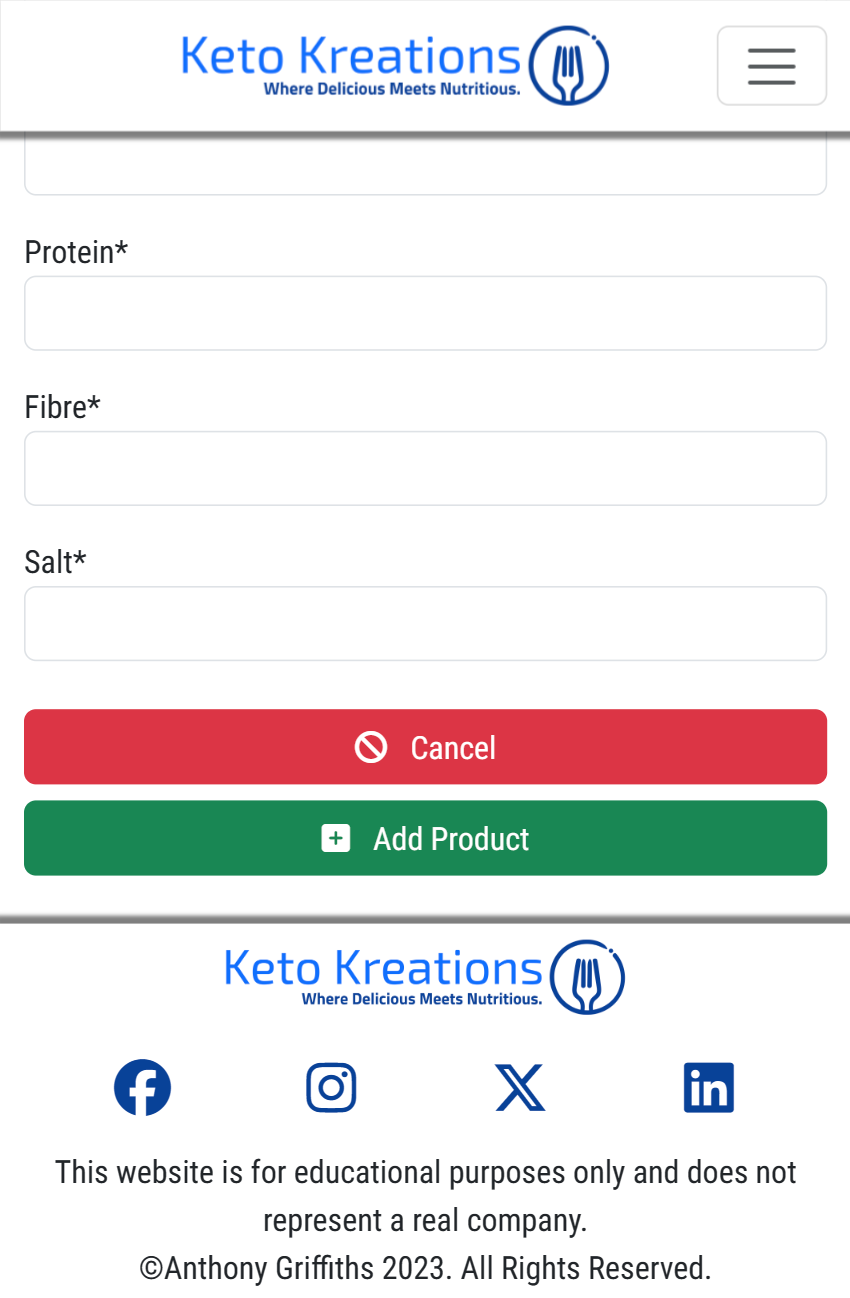 Keto Kreations
Where Delicious Meets Nutritious.
Protein*
Fibre*
Salt*
Cancel
Add Product
Keto Kreations
Where Delicious Meets Nutritious.
This website is for educational purposes only and does not
represent a real company.
©Anthony Griffiths 2023. All Rights Reserved.